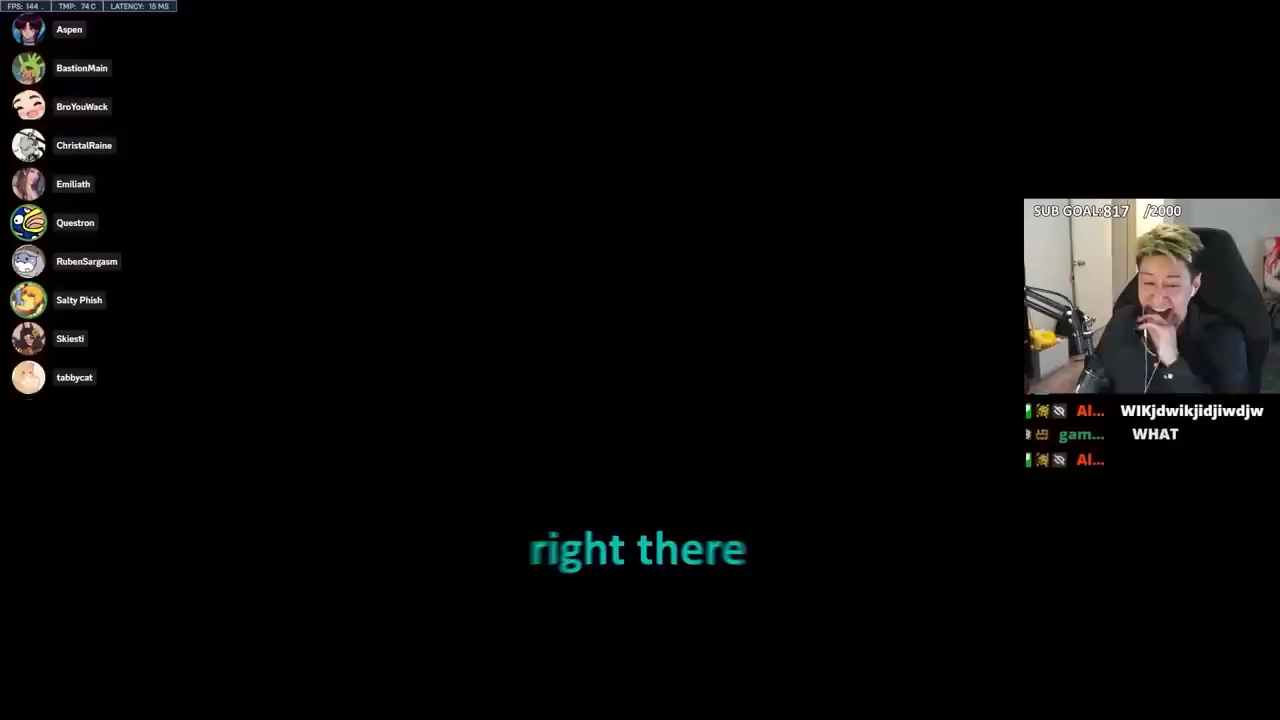 FPS: 144
TMP: 74 C
LATENCY: 15 MS
Aspen
BastionMain
BroYouWack
ChristalRaine
Emiliath
Questron
RubenSargasm
Salty Phish
Skiesti
tabbycat
SUB GOAL:817 /2000
Al... WIKjdwikjidjiwdjw
gam... WHAT
Al...
right there